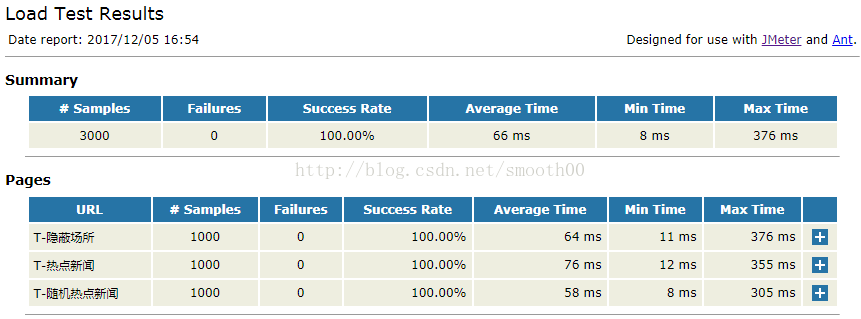 Load Test Results
Date report: 2017/12/05 16:54 Designed for use with JMeter and Ant.
Summary
# Samples Failures Success Rate Average Time Min Time Max Time
3000 0 100.00% 66 ms 8 ms 376 ms
http://blog.csdn.net/smooth00
Pages
URL # Samples Failures Success Rate Average Time Min Time Max Time
T-隐蔽场所 1000 0 100.00% 64 ms 11 ms 376 ms
T-热点新闻 1000 0 100.00% 76 ms 12 ms 355 ms
T-随机热点新闻 1000 0 100.00% 58 ms 8 ms 305 ms